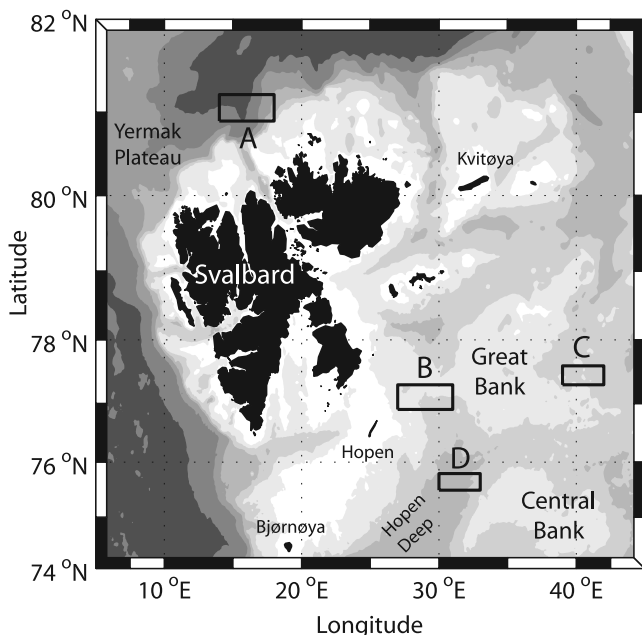 82 °N
Yermak
Plateau
A
Kvitøya
80 °N
Svalbard
Latitude
78 °N
B
Great
Bank
C
Hopen
D
76 °N
Bjørnøya
Hopen
Deep
Central
Bank
74 °N
10 °E
20 °E
30 °E
40 °E
Longitude